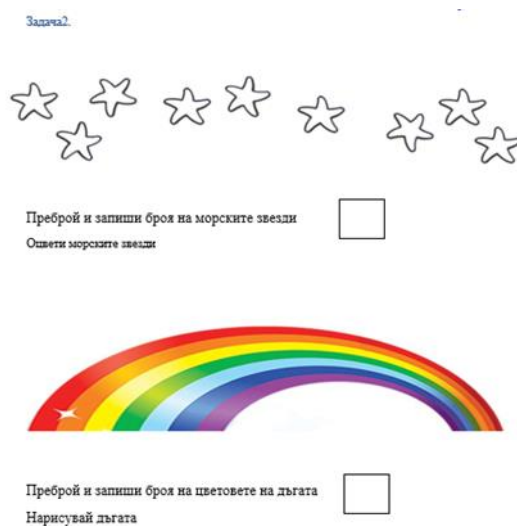 Задача2.
Преброй и запиши броя на морските звезди
Оцвети морските звезди
Преброй и запиши броя на цветовете на дъгата
Нарисувай дъгата